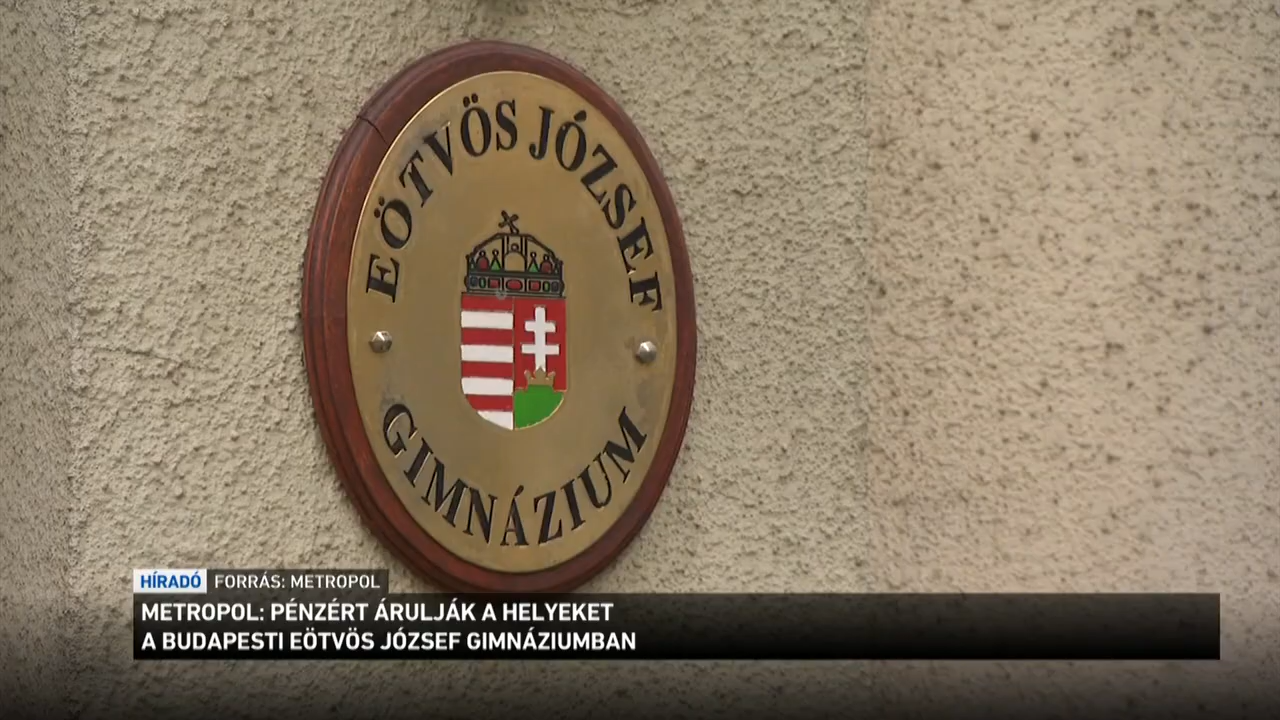 EÖTVÖS JÓZSEF
GIMNÁZIUM
HÍRADÓ FORRÁS: METROPOL
METROPOL: PÉNZÉRT ÁRULJÁK A HELYEKET
A BUDAPESTI EÖTVÖS JÓZSEF GIMNÁZIUMBAN